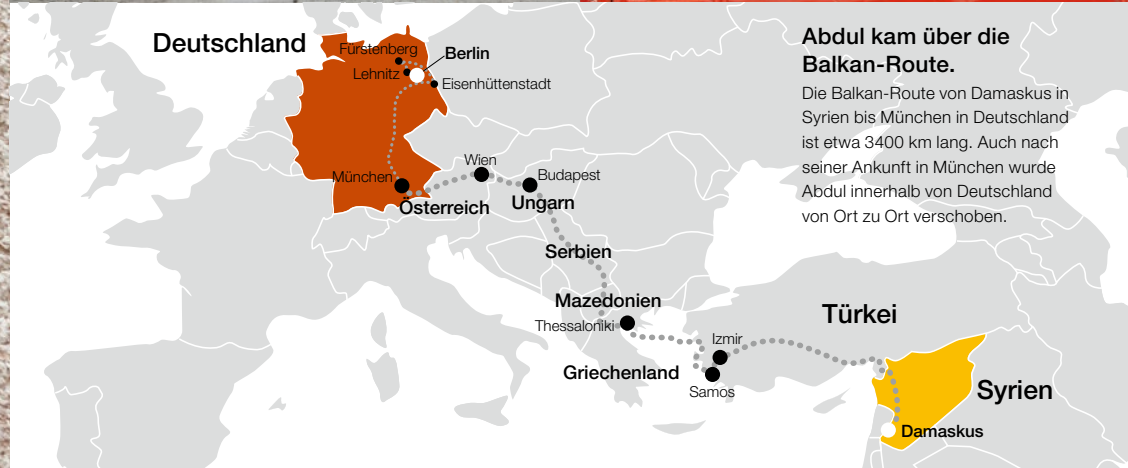 Deutschland
Fürstenberg
Berlin
Lehnitz
Eisenhüttenstadt
München
Wien
Budapest
Österreich
Ungarn
Serbien
Mazedonien
Thessaloniki
Izmir
Griechenland
Samos
Türkei
Syrien
Damaskus
Abdul kam über die
Balkan-Route.
Die Balkan-Route von Damaskus in
Syrien bis München in Deutschland
ist etwa 3400 km lang. Auch nach
seiner Ankunft in München wurde
Abdul innerhalb von Deutschland
von Ort zu Ort verschoben.